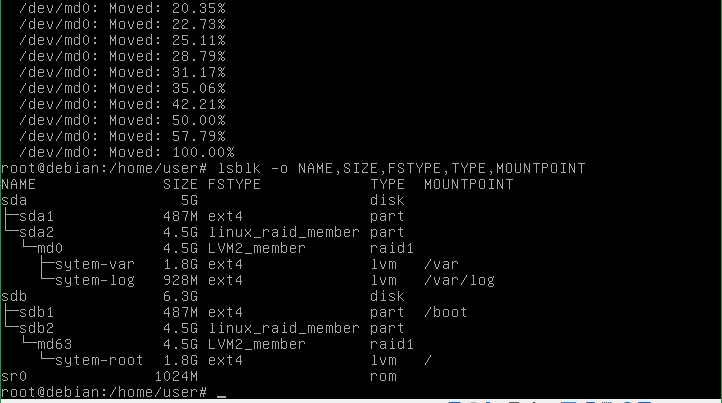 /dev/md0: Moved: 20.35%
/dev/md0: Moved: 22.73%
/dev/md0: Moved: 25.11%
/dev/md0: Moved: 28.79%
/dev/md0: Moved: 31.17%
/dev/md0: Moved: 35.06%
/dev/md0: Moved: 42.21%
/dev/md0: Moved: 50.00%
/dev/md0: Moved: 57.79%
/dev/md0: Moved: 100.00%
root@debian:/home/user# lsblk -o NAME,SIZE,FSTYPE,TYPE,MOUNTPOINT
NAME SIZE FSTYPE TYPE MOUNTPOINT
sda 5G disk
├─sda1 487M ext4 part
└─sda2 4.5G linux_raid_member part
  └─md0 4.5G LVM2_member raid1
    ├─sytem-var 1.8G ext4 lvm /var
    └─sytem-log 928M ext4 lvm /var/log
sdb 6.3G disk
├─sdb1 487M ext4 part /boot
└─sdb2 4.5G linux_raid_member part
  └─md63 4.5G LVM2_member raid1
    └─sytem-root 1.8G ext4 lvm /
sr0 1024M rom
root@debian:/home/user# _